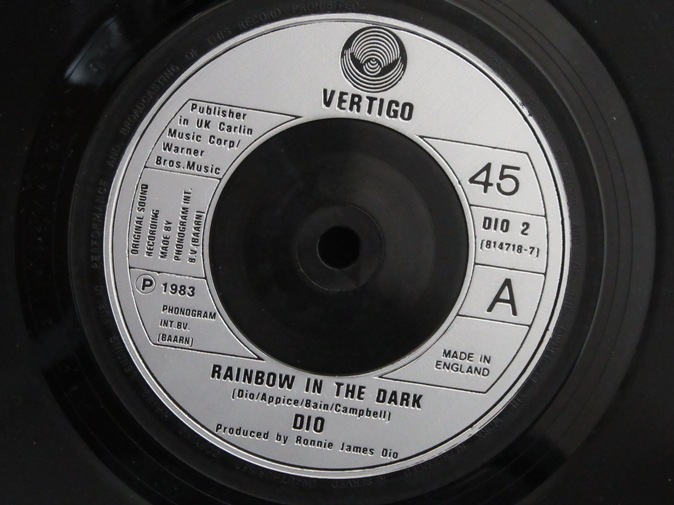 VERTIGO
Publisher
in UK Carlin
Music Corp/
Warner
Bros.Music
ORIGINAL SOUND
RECORDING
MADE BY
PHONOGRAM INT.
B.V (BAARN)
Ⓟ 1983
PHONOGRAM
INT.BV.
(BAARN)
45
DIO 2
(814718-7)
A
MADE IN
ENGLAND
RAINBOW IN THE DARK
(Dio/Appice/Bain/Campbell)
DIO
Produced by Ronnie James Dio